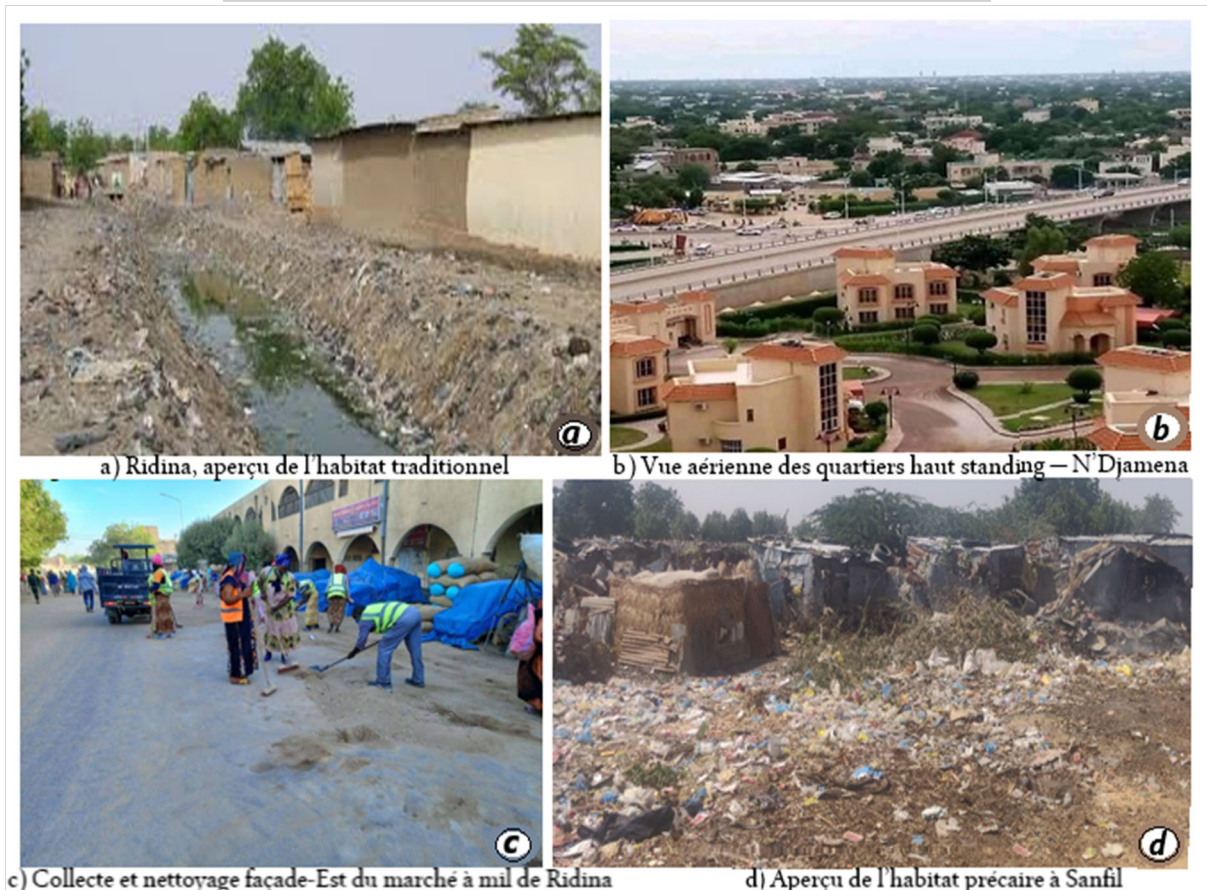 a
b
a) Ridina, aperçu de l'habitat traditionnel
b) Vue aérienne des quartiers haut standing – N'Djamena
c
d
c) Collecte et nettoyage façade-Est du marché à mil de Ridina
d) Aperçu de l'habitat précaire à Sanfil